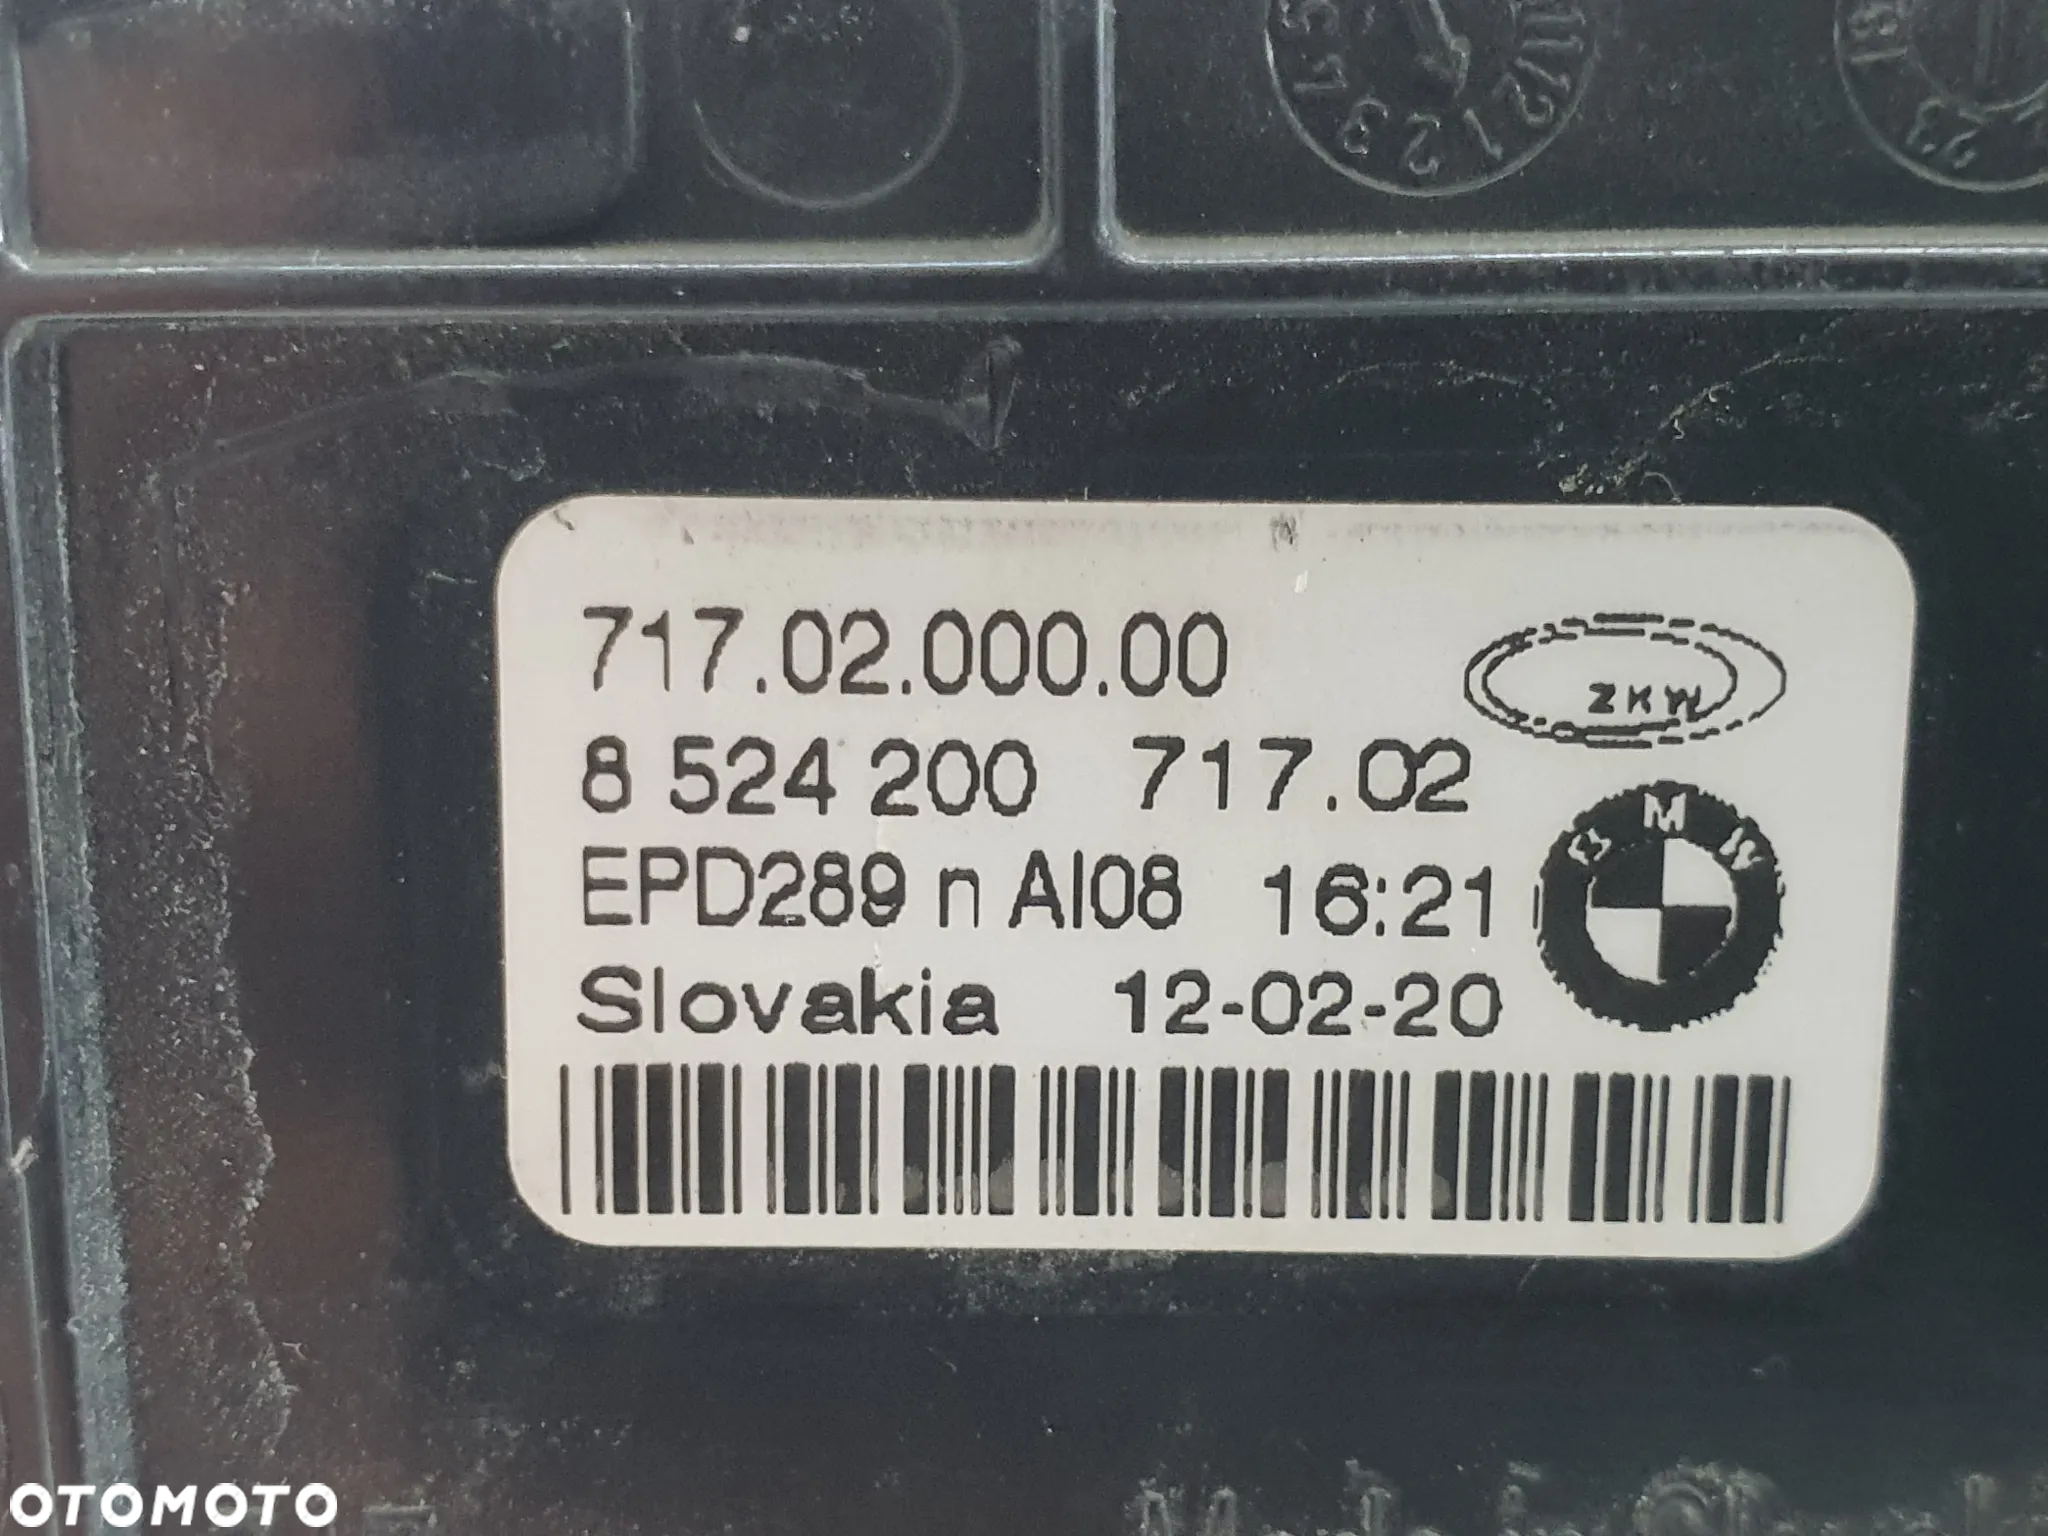 717.02.000.00
ZKW
8 524 200 717.02
BMW
EPD289 n AI08 16:21
Slovakia 12-02-20
OTOMOTO